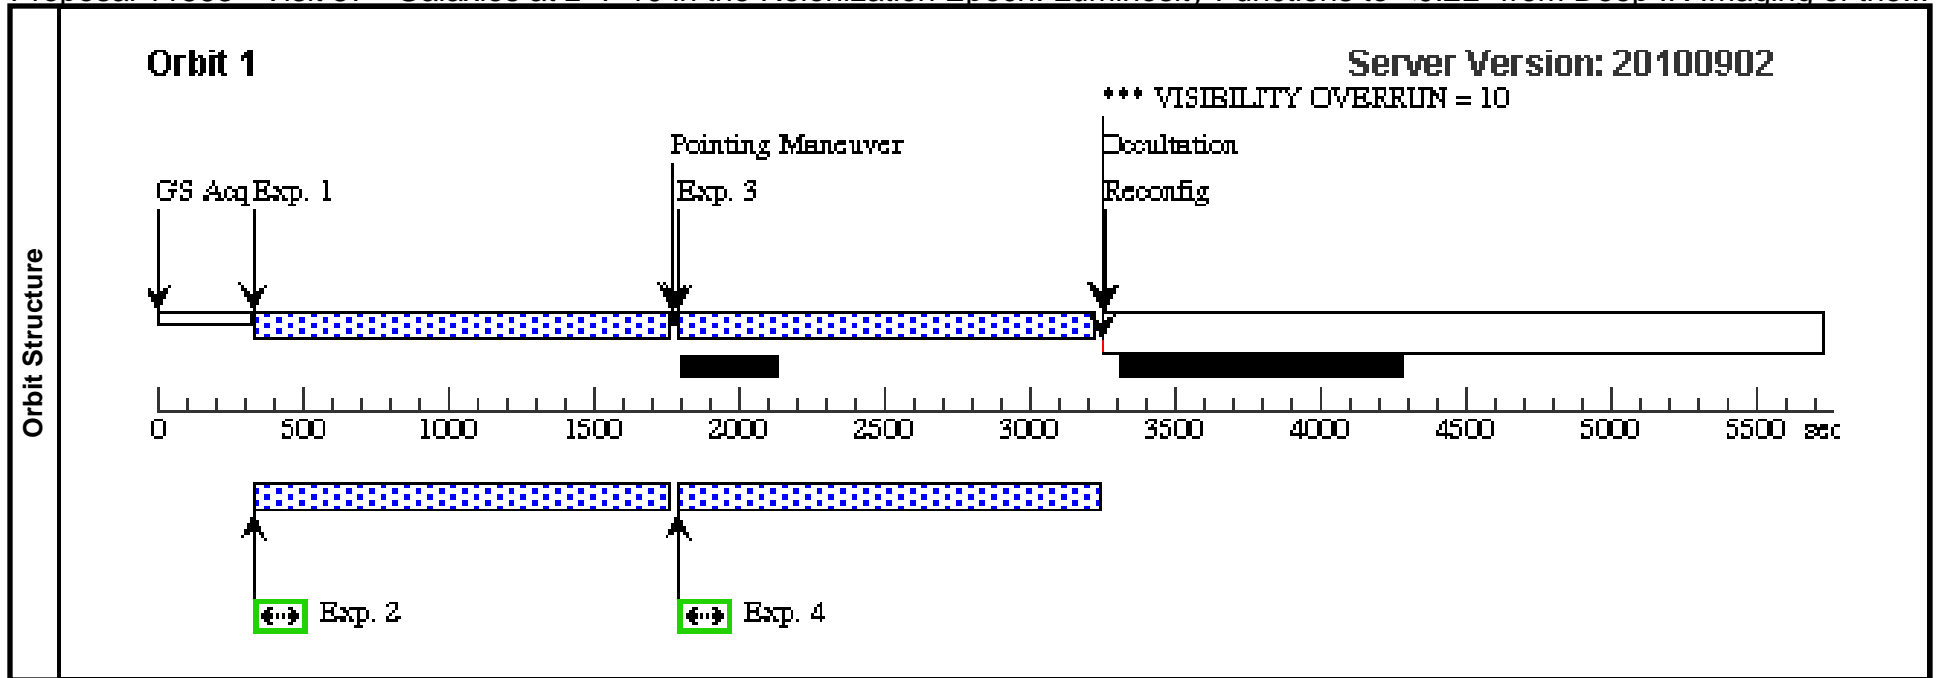 Orbit Structure
Orbit 1
Server Version: 20100902
*** VISIBILITY OVERRUN = 10
Pointing Maneuver
Occultation
GS Acq
Exp. 1
Exp. 3
Reconfig
0 500 1000 1500 2000 2500 3000 3500 4000 4500 5000 5500 sec
Exp. 2
Exp. 4